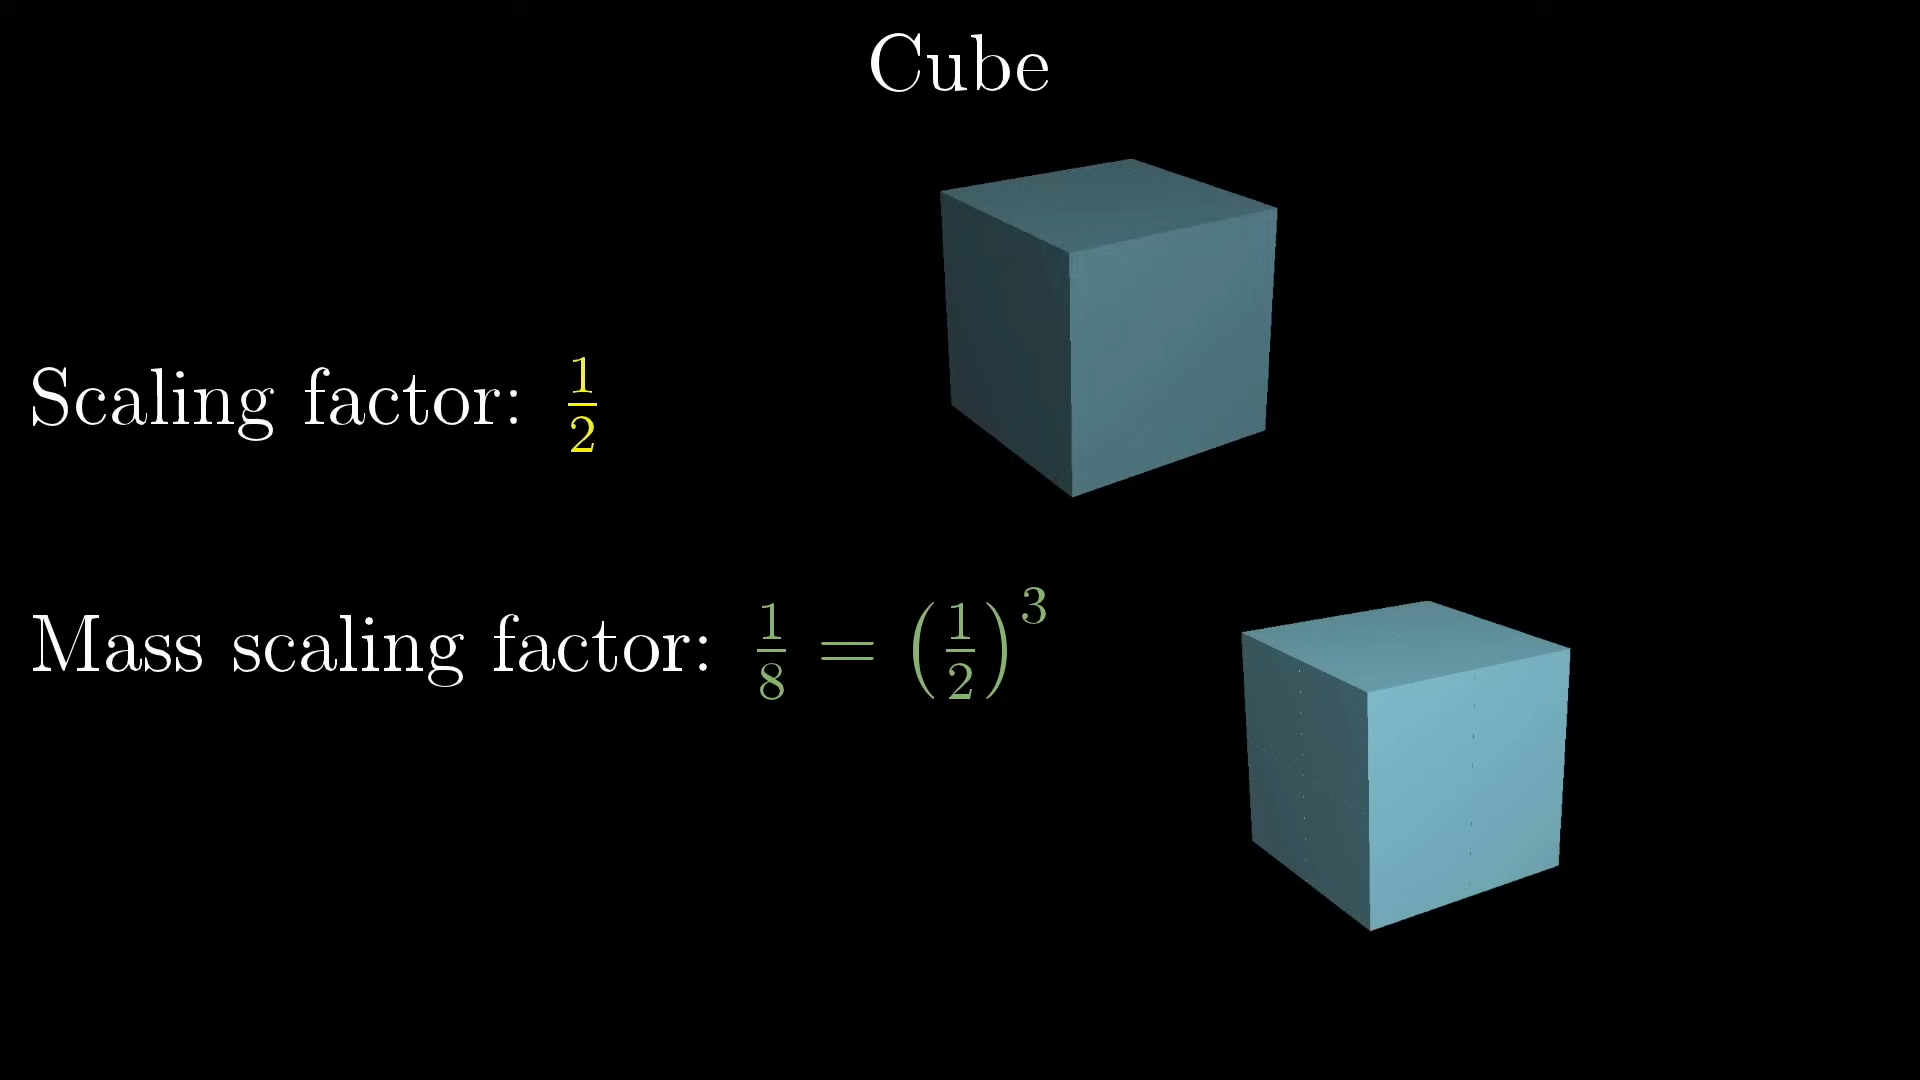 Cube
Scaling factor: 1/2
Mass scaling factor: 1/8 = (1/2)^3